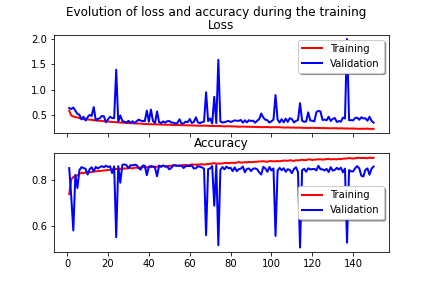 Evolution of loss and accuracy during the training
Loss
2.0
1.5
1.0
0.5
Training
Validation
Accuracy
0.8
0.6
Training
Validation
0 20 40 60 80 100 120 140